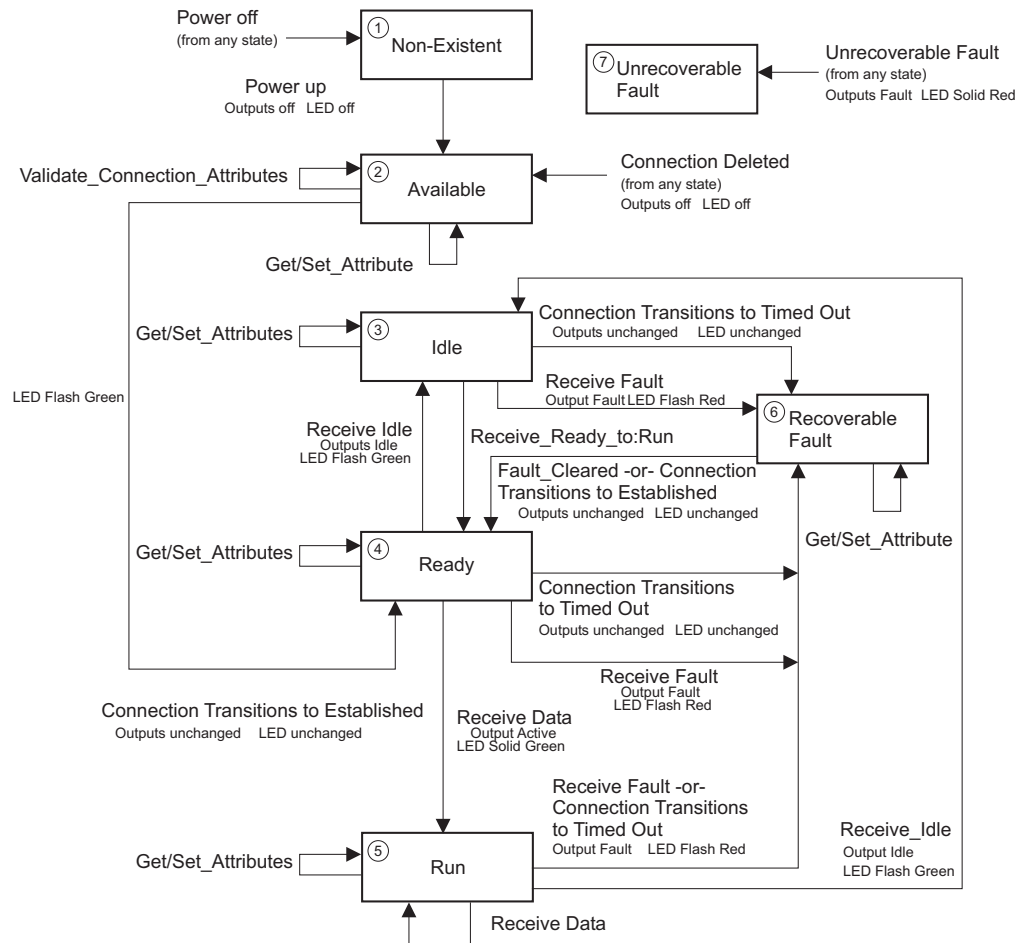 Power off
(from any state)
1
Non-Existent
7
Unrecoverable
Fault
Unrecoverable Fault
(from any state)
Outputs Fault LED Solid Red
Power up
Outputs off LED off
Validate_Connection_Attributes
2
Available
Connection Deleted
(from any state)
Outputs off LED off
Get/Set_Attribute
Get/Set_Attributes
3
Idle
Connection Transitions to Timed Out
Outputs unchanged LED unchanged
Receive Fault
Output Fault LED Flash Red
LED Flash Green
Receive Idle
Outputs Idle
LED Flash Green
Receive_Ready_to:Run
6
Recoverable
Fault
Fault_Cleared -or- Connection
Transitions to Established
Outputs unchanged LED unchanged
Get/Set_Attribute
Get/Set_Attributes
4
Ready
Connection Transitions
to Timed Out
Outputs unchanged LED unchanged
Receive Fault
Output Fault
LED Flash Red
Connection Transitions to Established
Outputs unchanged LED unchanged
Receive Data
Output Active
LED Solid Green
Receive Fault -or-
Connection Transitions
to Timed Out
Output Fault LED Flash Red
Receive_Idle
Output Idle
LED Flash Green
Get/Set_Attributes
5
Run
Receive Data